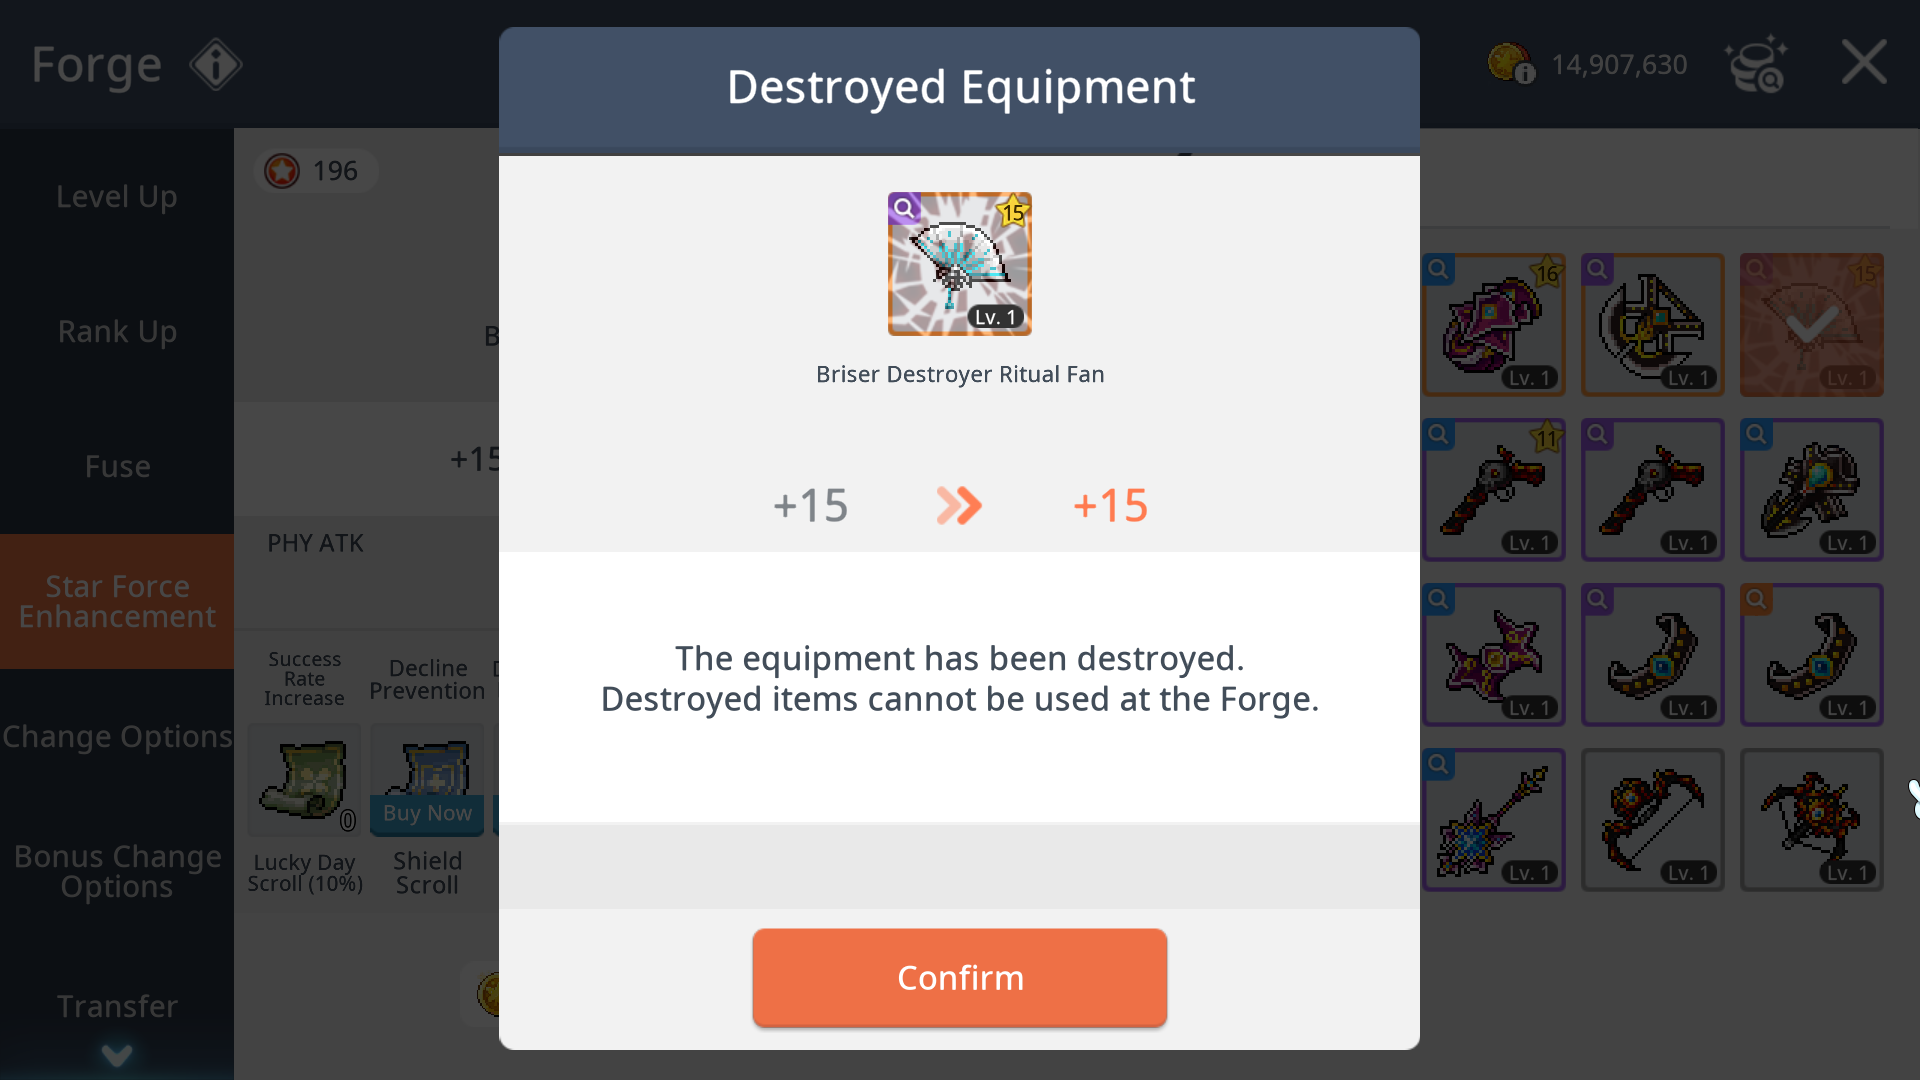 Forge
14,907,630
Destroyed Equipment
Level Up
Rank Up
Fuse
Star Force
Enhancement
Change Options
Bonus Change
Options
Transfer
196
B
+15
PHY ATK
Success
Rate
Increase
Decline
Prevention
0
Buy Now
Lucky Day
Scroll (10%)
Shield
Scroll
15
Lv. 1
Briser Destroyer Ritual Fan
+15
+15
The equipment has been destroyed.
Destroyed items cannot be used at the Forge.
Confirm
16
Lv. 1
Lv. 1
15
Lv. 1
11
Lv. 1
Lv. 1
Lv. 1
Lv. 1
Lv. 1
Lv. 1
Lv. 1
Lv. 1
Lv. 1